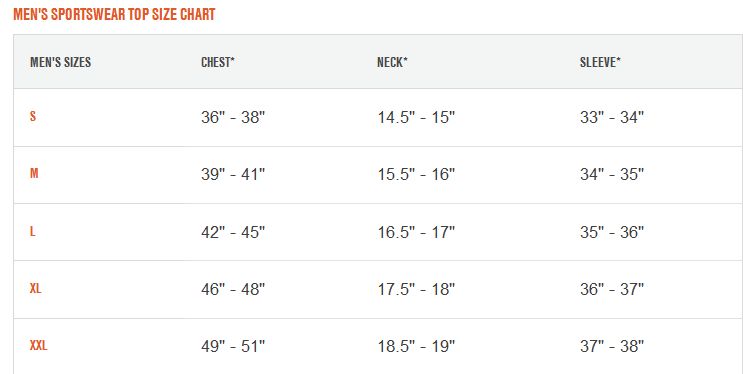 MEN'S SPORTSWEAR TOP SIZE CHART
MEN'S SIZES CHEST* NECK* SLEEVE*
S 36" - 38" 14.5" - 15" 33" - 34"
M 39" - 41" 15.5" - 16" 34" - 35"
L 42" - 45" 16.5" - 17" 35" - 36"
XL 46" - 48" 17.5" - 18" 36" - 37"
XXL 49" - 51" 18.5" - 19" 37" - 38"